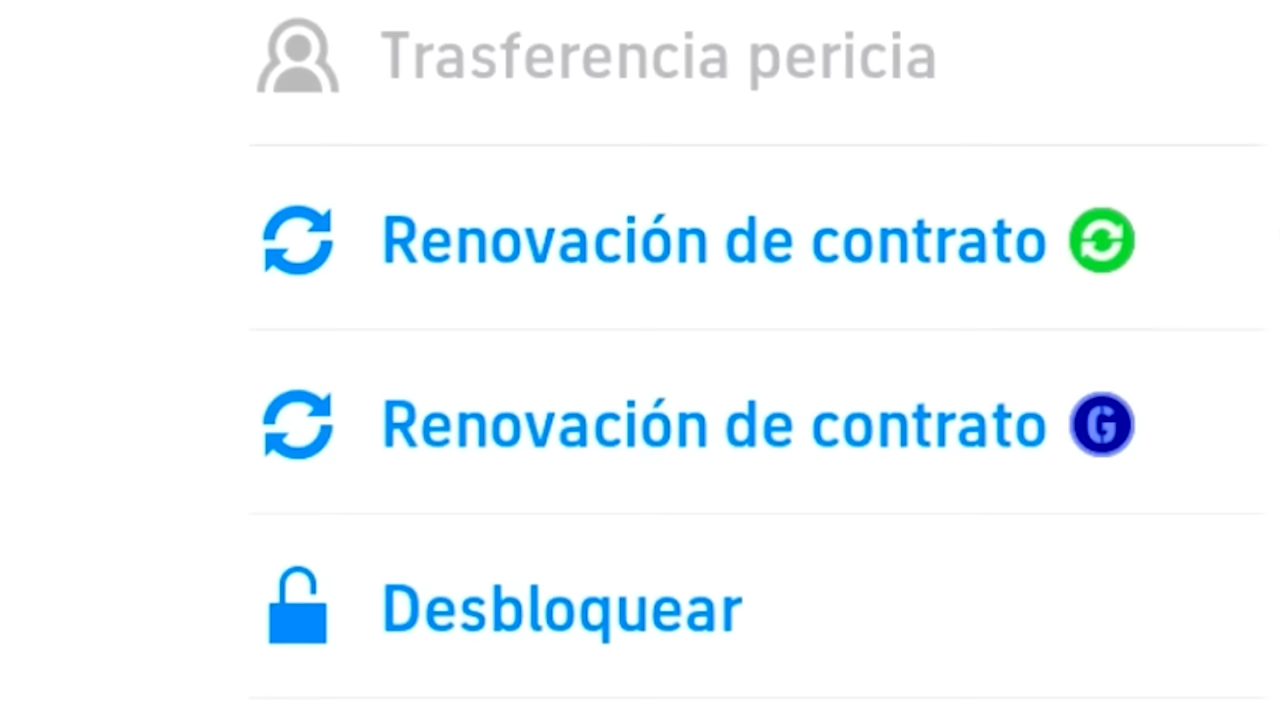 Trasferencia pericia
Renovación de contrato
Renovación de contrato G
Desbloquear